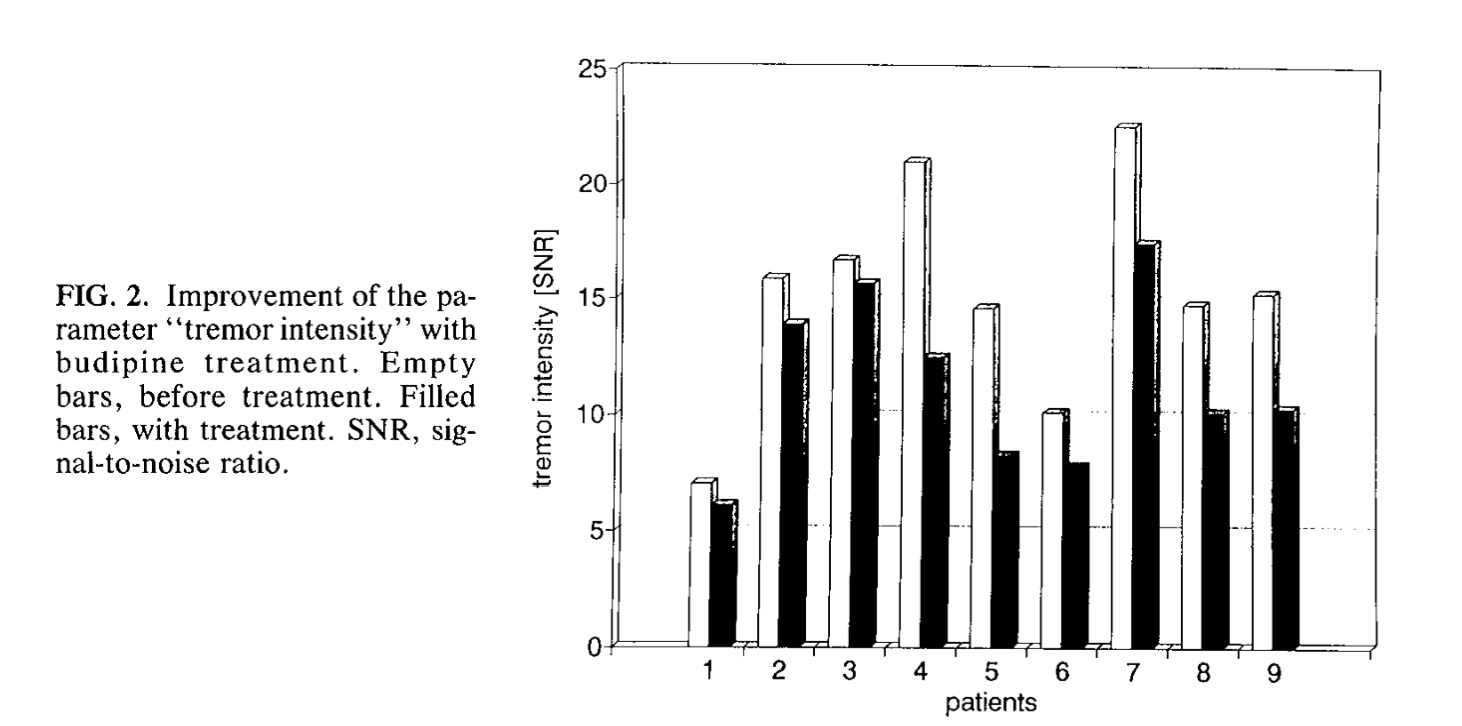 FIG. 2. Improvement of the pa-
rameter ‘‘tremor intensity’’ with
budipine treatment. Empty
bars, before treatment. Filled
bars, with treatment. SNR, sig-
nal-to-noise ratio.
tremor intensity [SNR]
25
20
15
10
5
0
1 2 3 4 5 6 7 8 9
patients